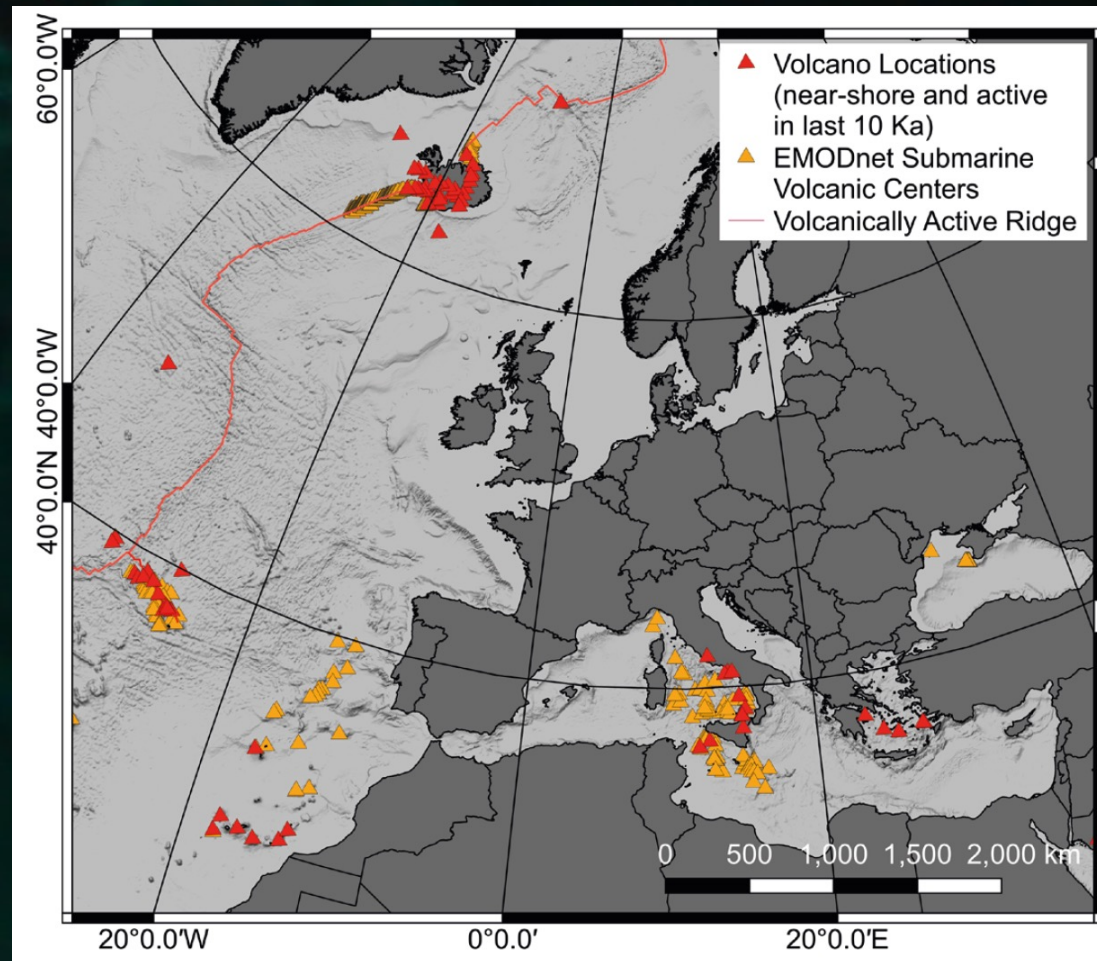 Volcano Locations
(near-shore and active
in last 10 Ka)
EMODnet Submarine
Volcanic Centers
Volcanically Active Ridge
60°0.0'W
40°0.0'W
40°0.0'N
0 500 1,000 1,500 2,000 km
20°0.0'W 0°0.0' 20°0.0'E